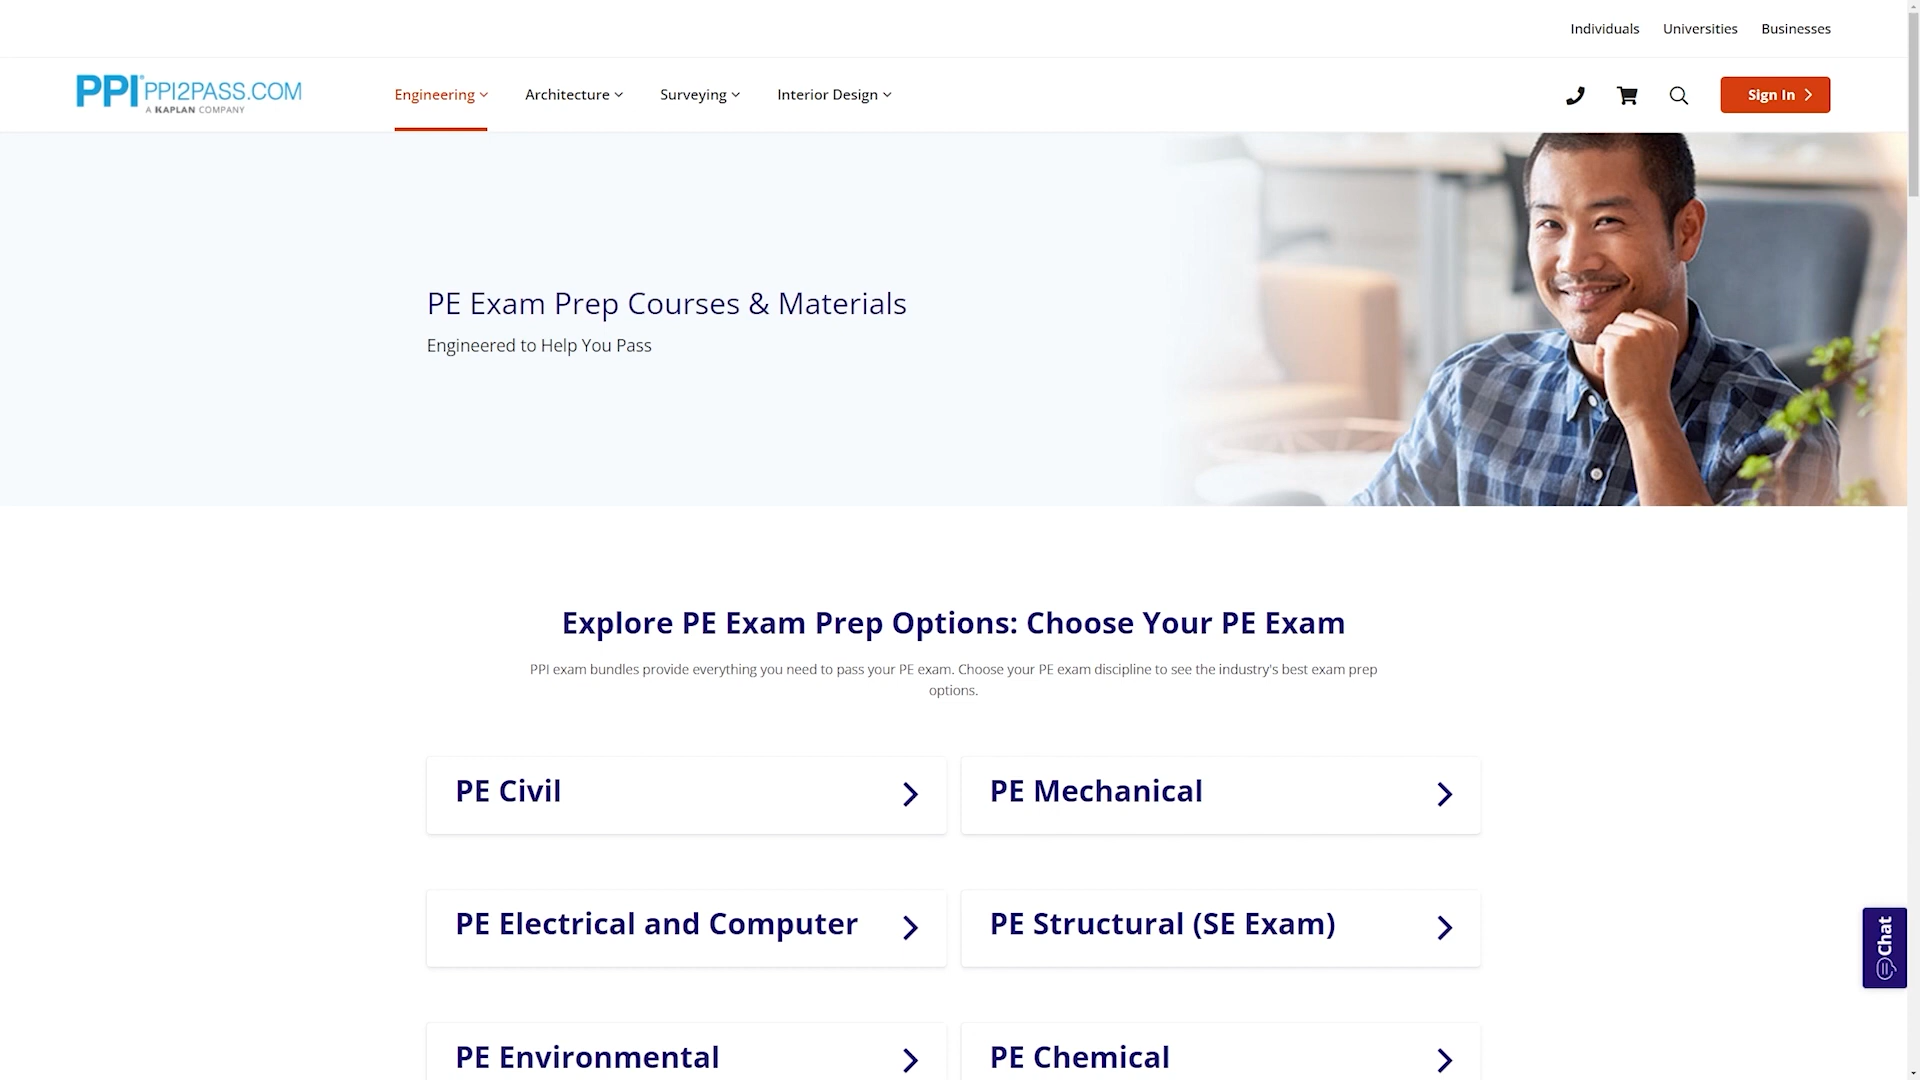 Individuals Universities Businesses
PPI® PPI2PASS.COM
A KAPLAN COMPANY
Engineering Architecture Surveying Interior Design
Sign In
PE Exam Prep Courses & Materials
Engineered to Help You Pass
Explore PE Exam Prep Options: Choose Your PE Exam
PPI exam bundles provide everything you need to pass your PE exam. Choose your PE exam discipline to see the industry's best exam prep
options.
PE Civil
PE Mechanical
PE Electrical and Computer
PE Structural (SE Exam)
Chat
PE Environmental
PE Chemical